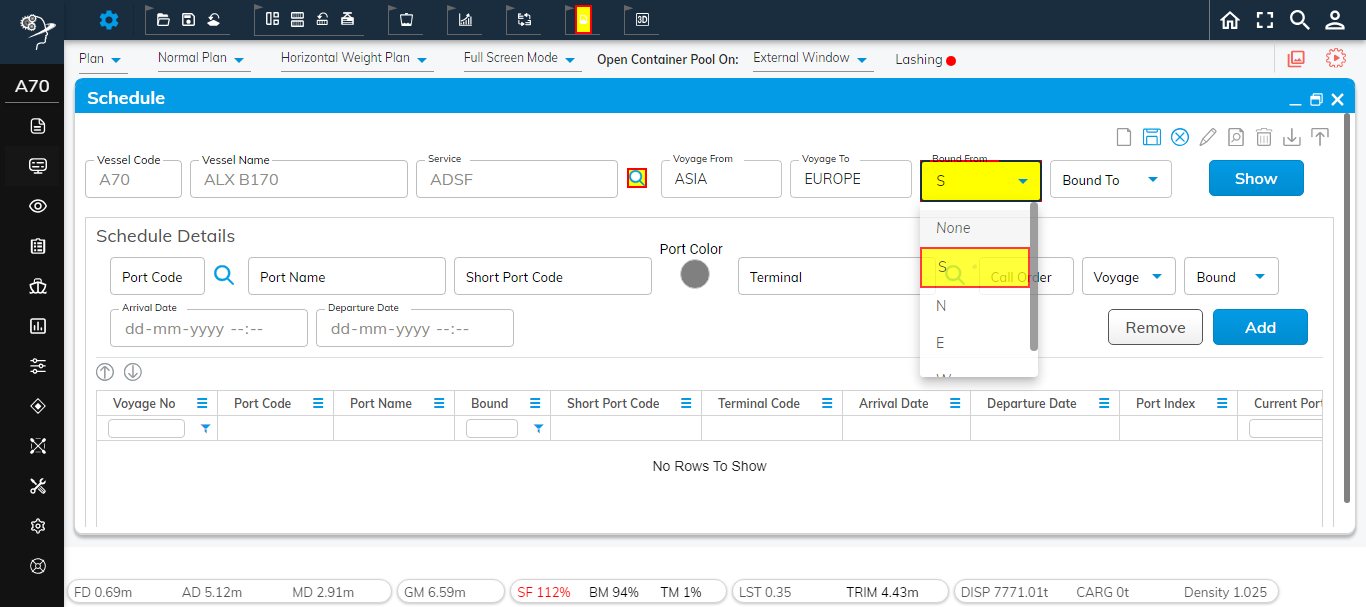 3D
A70
Plan
Normal Plan
Horizontal Weight Plan
Full Screen Mode
Open Container Pool On:
External Window
Lashing
Schedule
Vessel Code
A70
Vessel Name
ALX B170
Service
ADSF
Voyage From
ASIA
Voyage To
EUROPE
Bound From
S
Bound To
Show
None
S
N
E
W
Schedule Details
Port Code
Port Name
Short Port Code
Port Color
Terminal
Call Order
Voyage
Bound
Arrival Date
dd-mm-yyyy --:--
Departure Date
dd-mm-yyyy --:--
Remove
Add
Voyage No
Port Code
Port Name
Bound
Short Port Code
Terminal Code
Arrival Date
Departure Date
Port Index
Current Port
No Rows To Show
FD 0.69m
AD 5.12m
MD 2.91m
GM 6.59m
SF 112%
BM 94%
TM 1%
LST 0.35
TRIM 4.43m
DISP 7771.01t
CARG 0t
Density 1.025